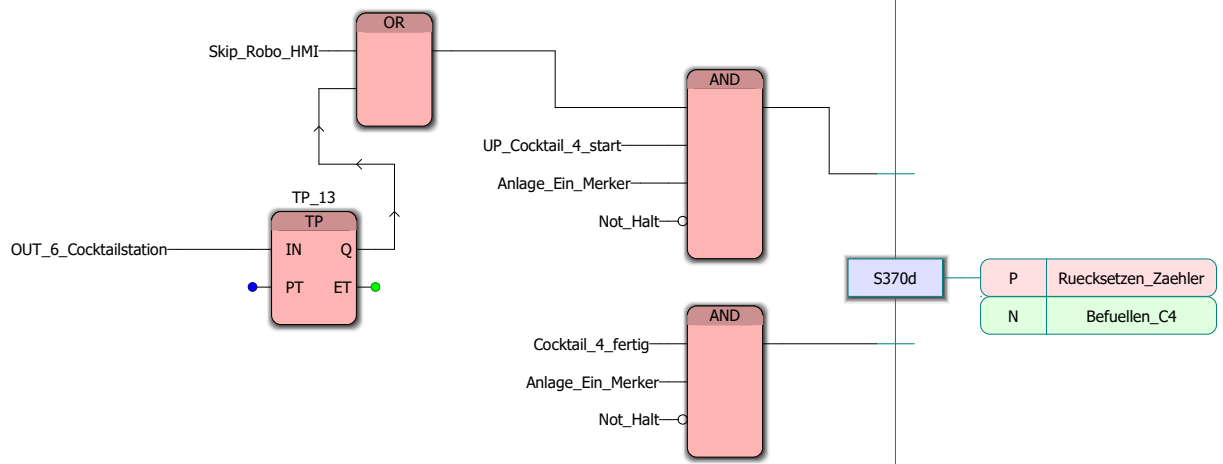 OR
Skip_Robo_HMI
AND
UP_Cocktail_4_start
Anlage_Ein_Merker
Not_Halt
TP_13
TP
OUT_6_Cocktailstation
IN Q
PT ET
S370d
P Ruecksetzen_Zaehler
N Befuellen_C4
AND
Cocktail_4_fertig
Anlage_Ein_Merker
Not_Halt